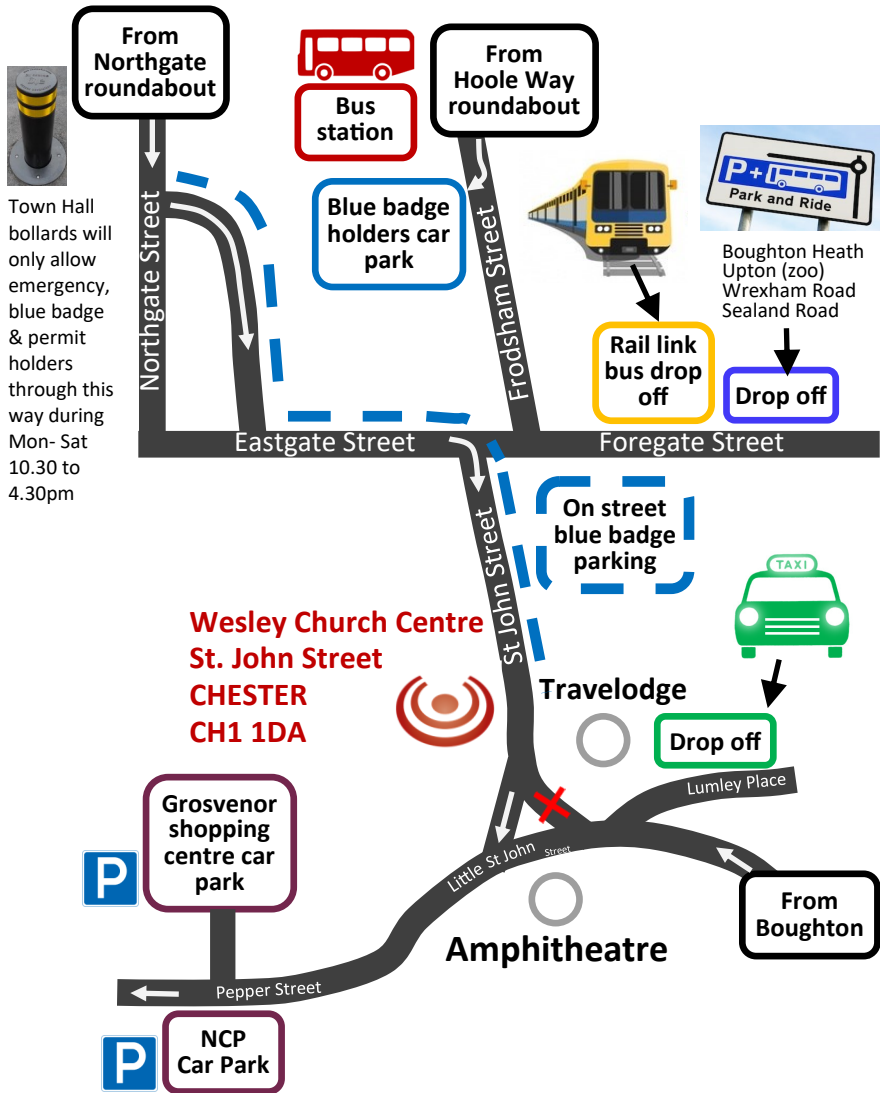 From
Northgate
roundabout
Bus
station
From
Hoole Way
roundabout
P+
Park and Ride
Town Hall
bollards will
only allow
emergency,
blue badge
& permit
holders
through this
way during
Mon- Sat
10.30 to
4.30pm
Northgate Street
Blue badge
holders car
park
Frodsham Street
Boughton Heath
Upton (zoo)
Wrexham Road
Sealand Road
Rail link
bus drop
off
Drop off
Eastgate Street
Foregate Street
St John Street
On street
blue badge
parking
TAXI
Wesley Church Centre
St. John Street
CHESTER
CH1 1DA
Travelodge
Drop off
Lumley Place
Grosvenor
shopping
centre car
park
P
Little St John Street
From
Boughton
Amphitheatre
Pepper Street
P
NCP
Car Park